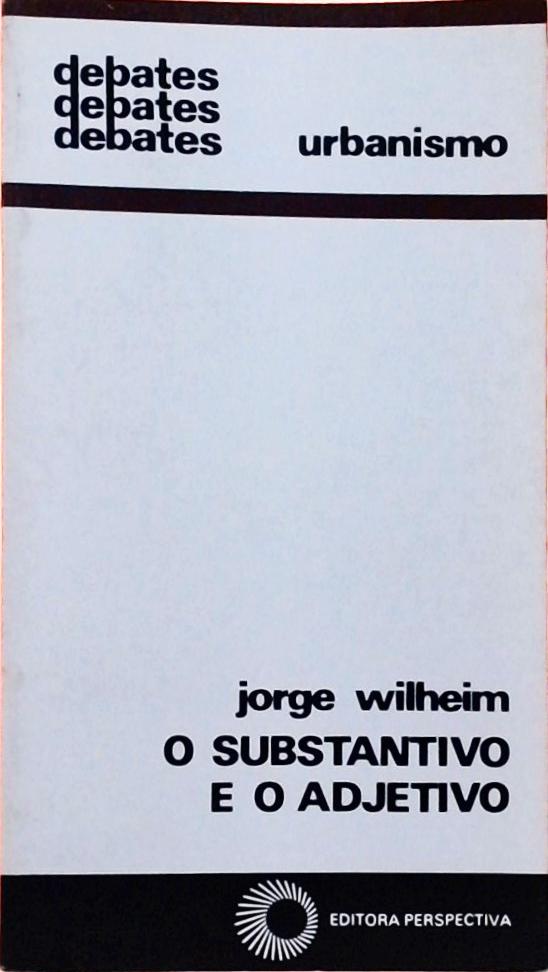 debates
debates
debates urbanismo
jorge wilheim
O SUBSTANTIVO
E O ADJETIVO
EDITORA PERSPECTIVA